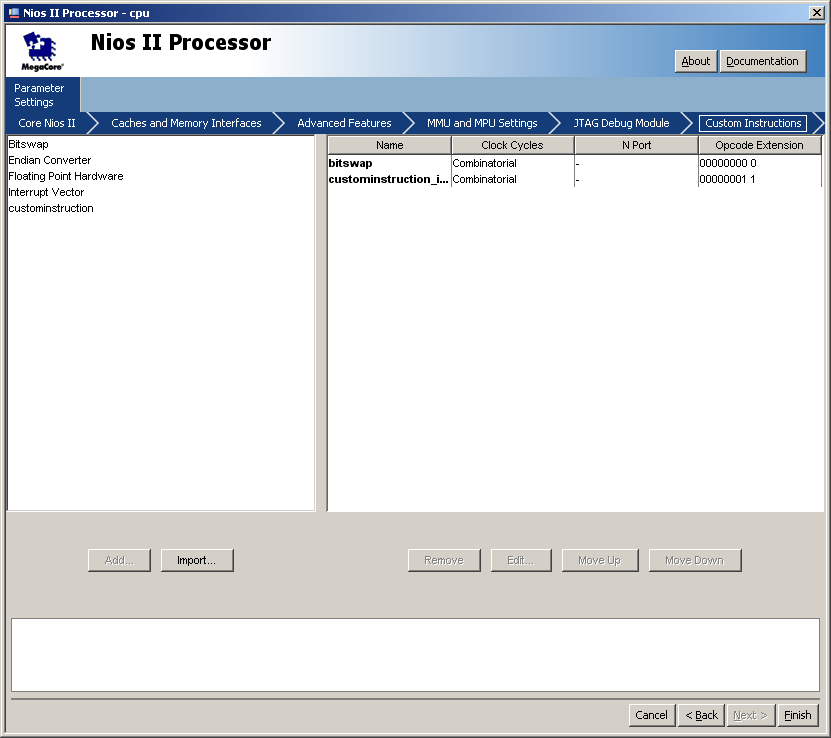 Nios II Processor - cpu
MegaCore®
Nios II Processor
About
Documentation
Parameter
Settings
Core Nios II
Caches and Memory Interfaces
Advanced Features
MMU and MPU Settings
JTAG Debug Module
Custom Instructions
Bitswap
Endian Converter
Floating Point Hardware
Interrupt Vector
custominstruction
Name Clock Cycles N Port Opcode Extension
bitswap Combinatorial - 00000000 0
custominstruction_i... Combinatorial - 00000001 1
Add... Import... Remove Edit... Move Up Move Down
Cancel < Back Next > Finish